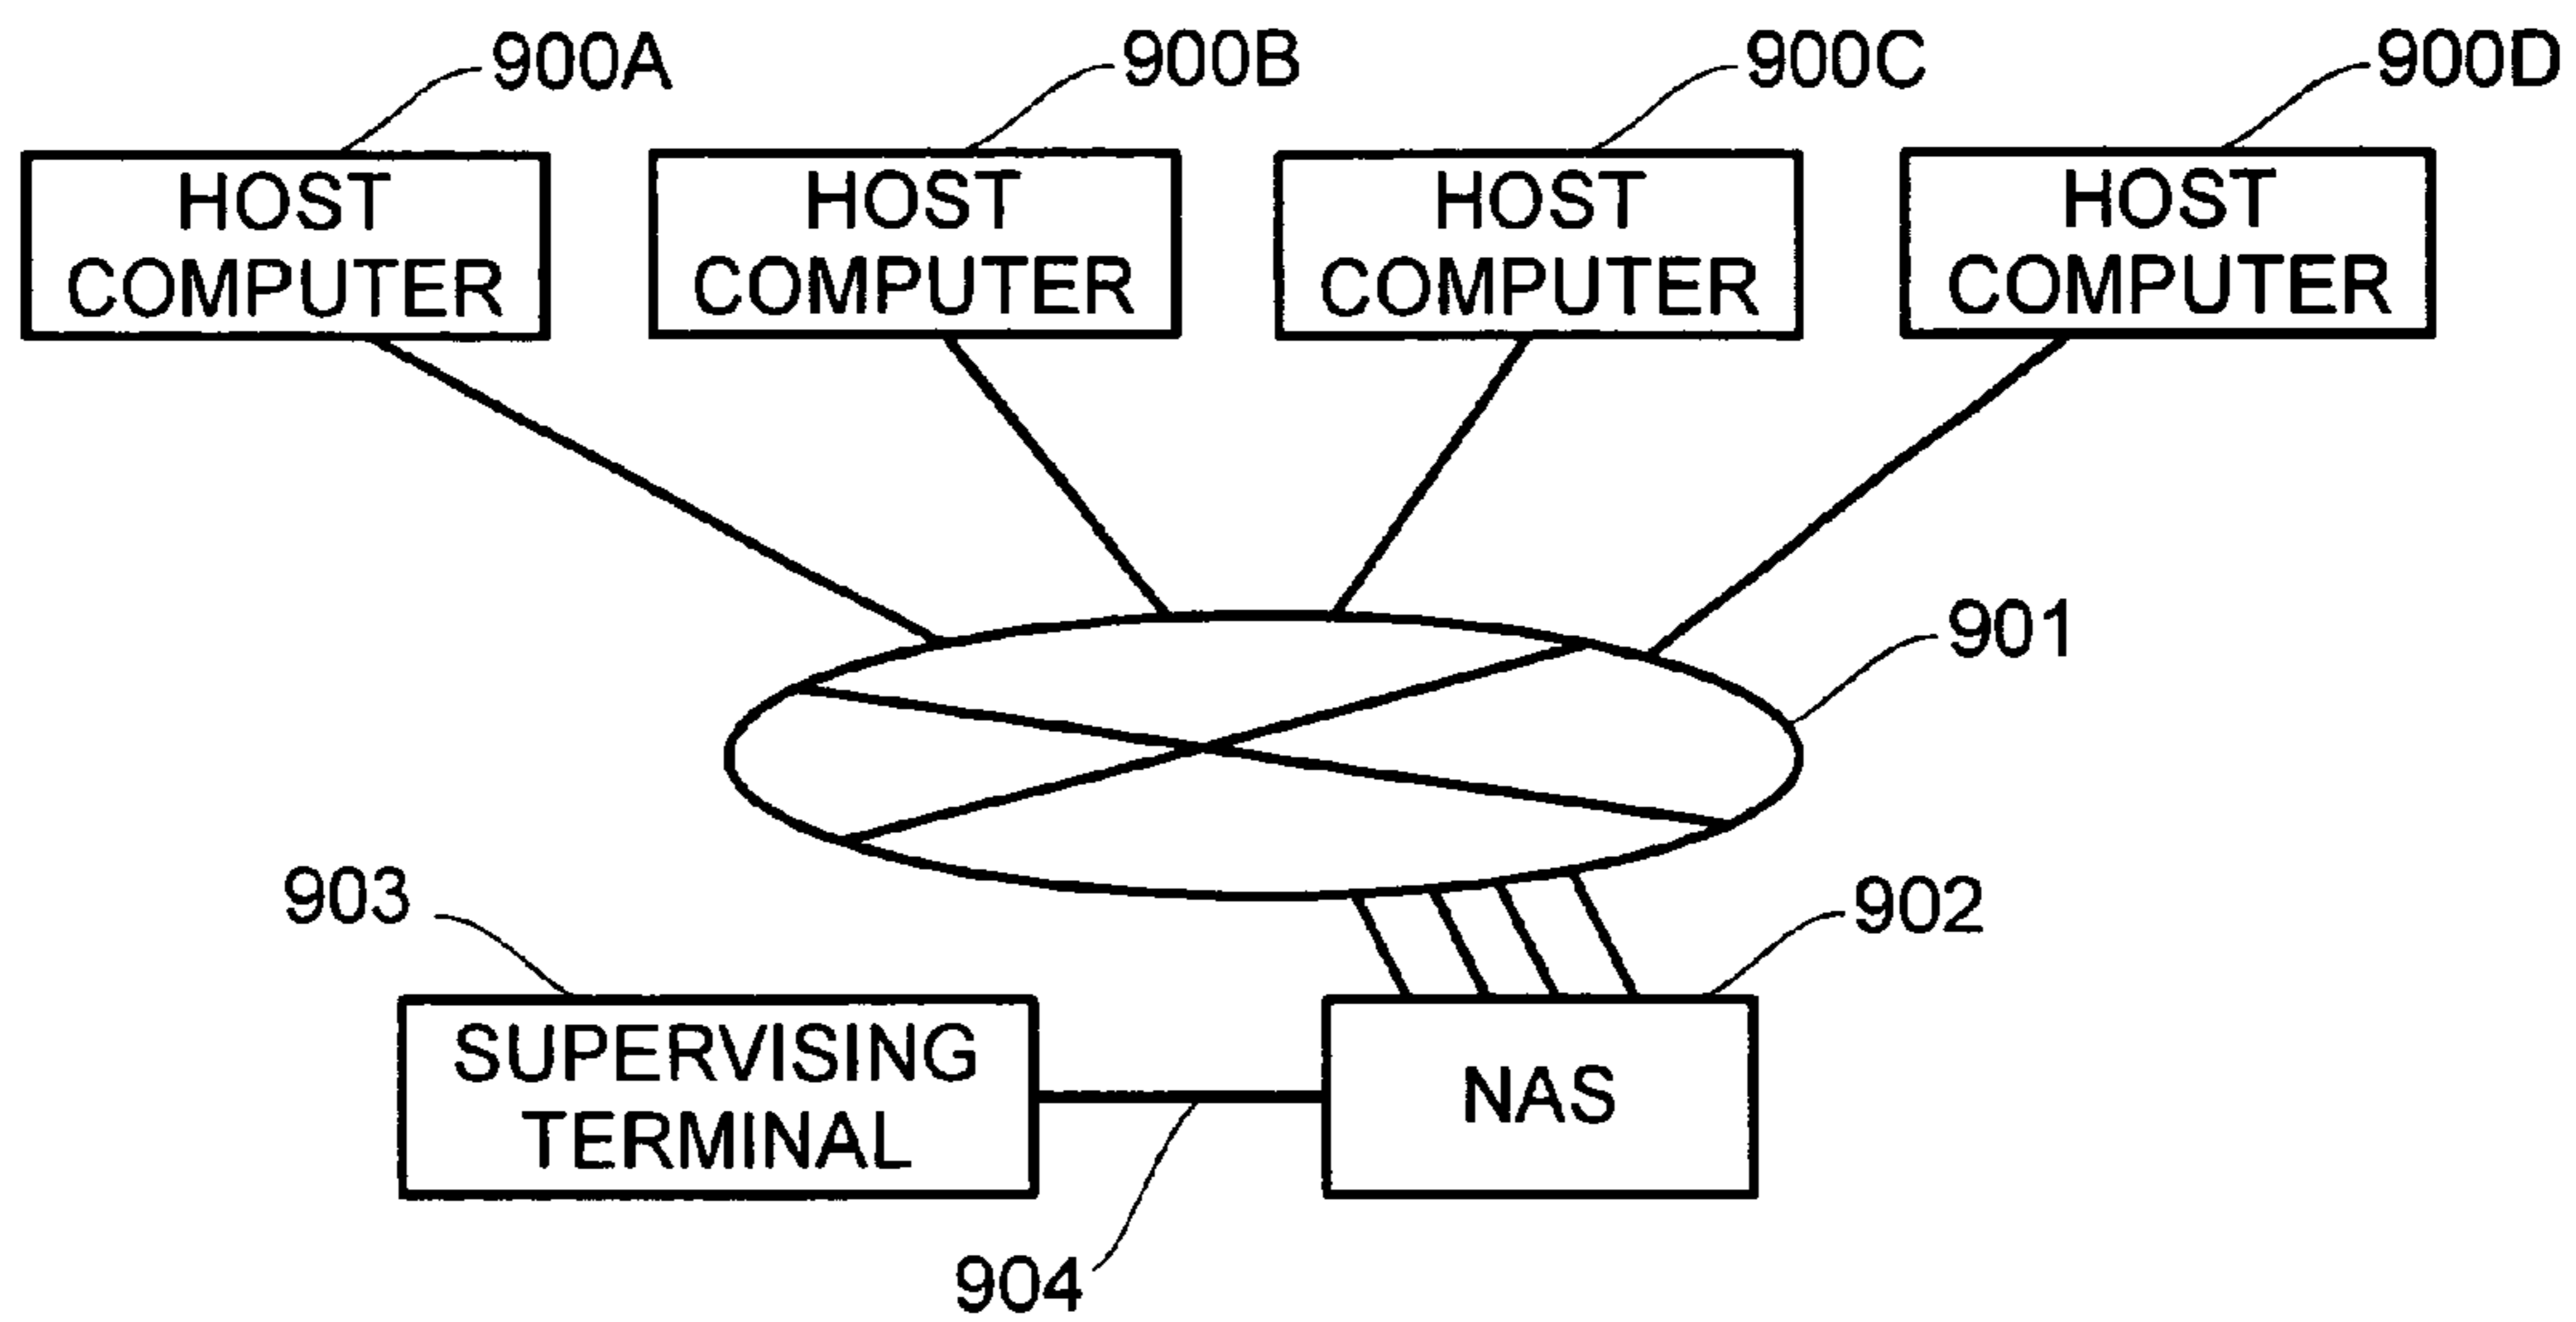 900A
900B
900C
900D
HOST
COMPUTER
HOST
COMPUTER
HOST
COMPUTER
HOST
COMPUTER
901
903
902
SUPERVISING
TERMINAL
NAS
904